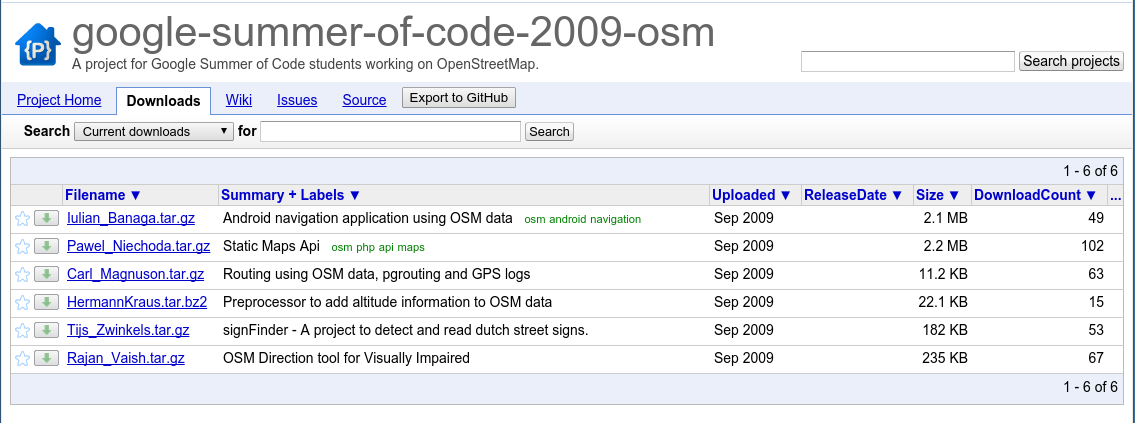 {P}
google-summer-of-code-2009-osm
A project for Google Summer of Code students working on OpenStreetMap.
Search projects
Project Home Downloads Wiki Issues Source Export to GitHub
Search Current downloads ▼ for Search
1 - 6 of 6
Filename ▼ Summary + Labels ▼ Uploaded ▼ ReleaseDate ▼ Size ▼ DownloadCount ▼ ...
Iulian_Banaga.tar.gz Android navigation application using OSM data osm android navigation Sep 2009 2.1 MB 49
Pawel_Niechoda.tar.gz Static Maps Api osm php api maps Sep 2009 2.2 MB 102
Carl_Magnuson.tar.gz Routing using OSM data, pgrouting and GPS logs Sep 2009 11.2 KB 63
HermannKraus.tar.bz2 Preprocessor to add altitude information to OSM data Sep 2009 22.1 KB 15
Tijs_Zwinkels.tar.gz signFinder - A project to detect and read dutch street signs. Sep 2009 182 KB 53
Rajan_Vaish.tar.gz OSM Direction tool for Visually Impaired Sep 2009 235 KB 67
1 - 6 of 6